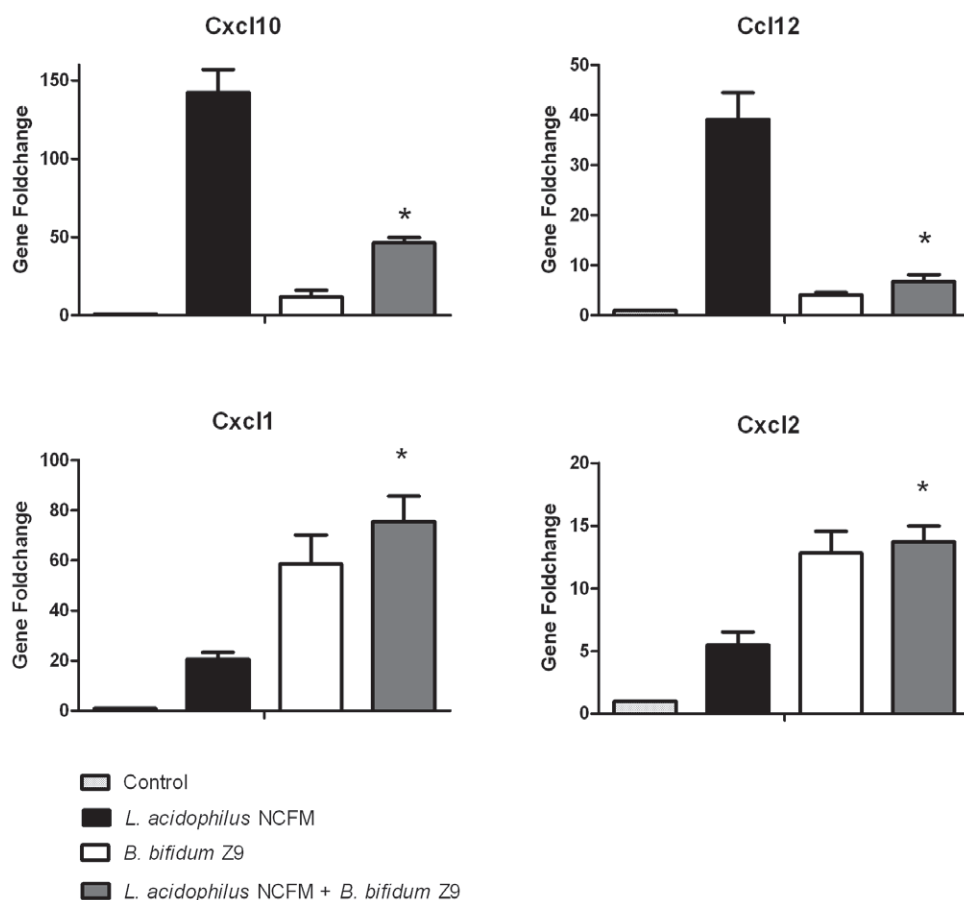 Cxcl10
Gene Foldchange
150
100
50
0
*
Ccl12
Gene Foldchange
50
40
30
20
10
0
*
Cxcl1
Gene Foldchange
100
80
60
40
20
0
*
Cxcl2
Gene Foldchange
20
15
10
5
0
*
Control
L. acidophilus NCFM
B. bifidum Z9
L. acidophilus NCFM + B. bifidum Z9